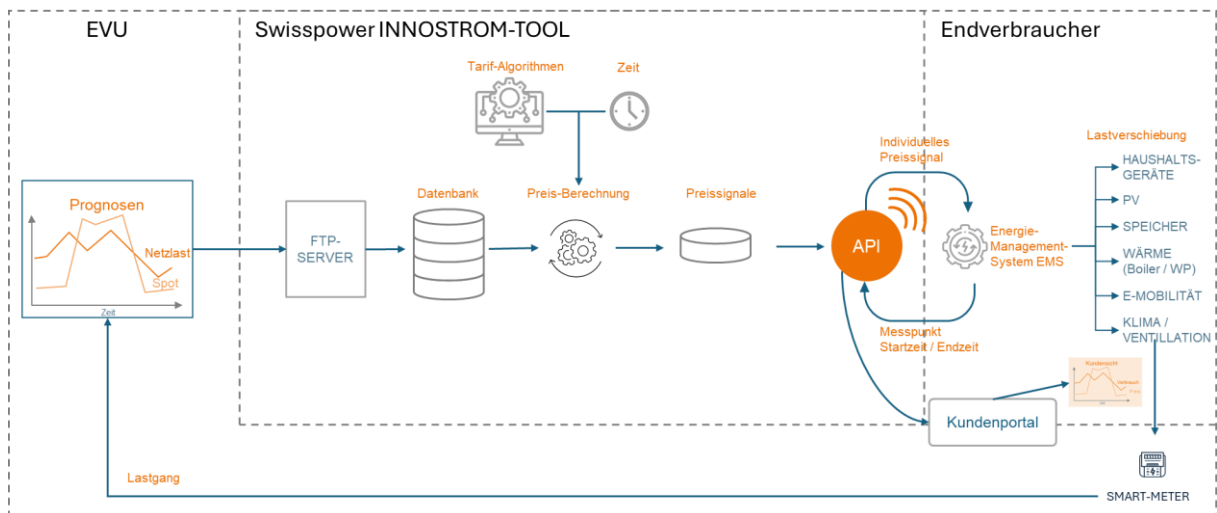 EVU
Swisspower INNOSTROM-TOOL
Endverbraucher
Tarif-Algorithmen
Zeit
Prognosen
Netzlast
Spot
Zeit
FTP-
SERVER
Datenbank
Preis-Berechnung
Preissignale
API
Individuelles
Preissignal
Messpunkt
Startzeit / Endzeit
Energie-
Management-
System EMS
Lastverschiebung
HAUSHALTS-
GERÄTE
PV
SPEICHER
WÄRME
(Boiler / WP)
E-MOBILITÄT
KLIMA /
VENTILLATION
Kundensicht
Verbrauch
Kundenportal
Lastgang
SMART-METER